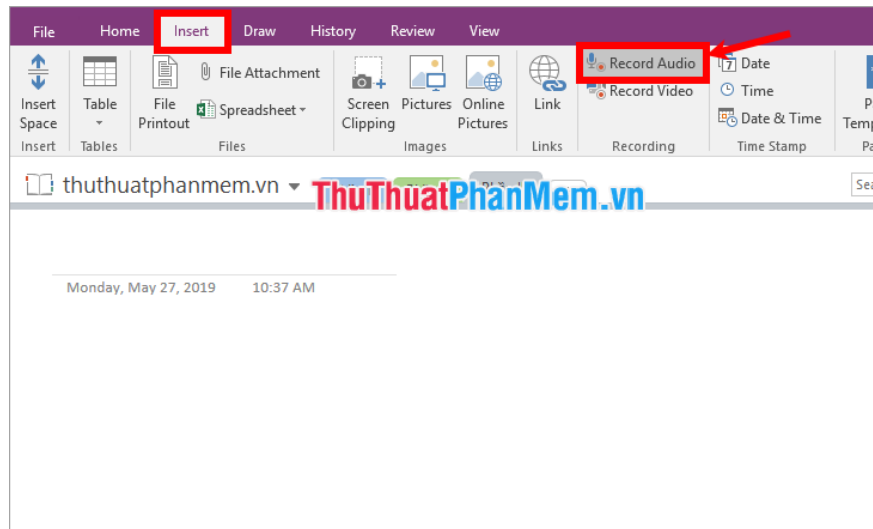 File Home Insert Draw History Review View
Record Audio Date
File Attachment
Record Video Time
Insert Space Table File Printout Spreadsheet Screen Clipping Pictures Online Pictures Link Date & Time
Insert Tables Files Images Links Recording Time Stamp
thuthuatphanmem.vn
ThuThuatPhanMem.vn
Monday, May 27, 2019 10:37 AM